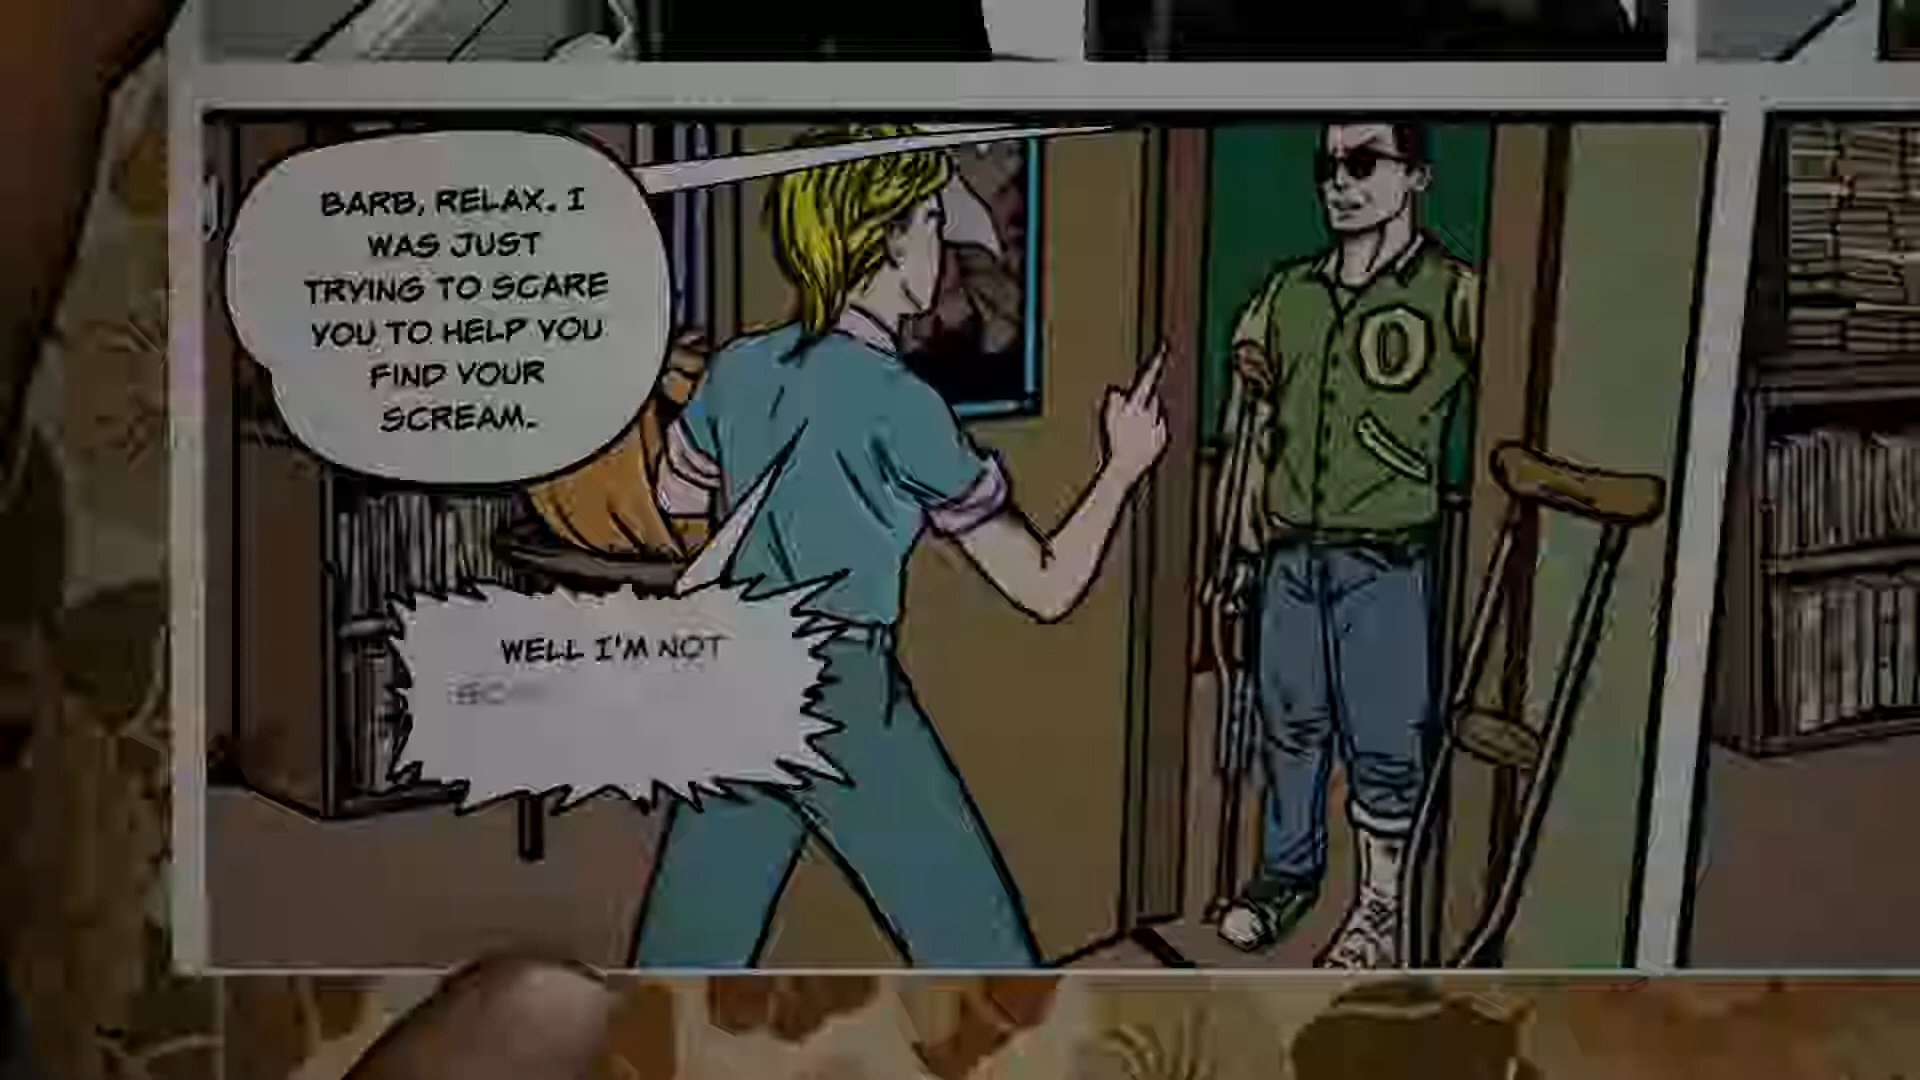 BARB, RELAX. I
WAS JUST
TRYING TO SCARE
YOU TO HELP YOU
FIND YOUR
SCREAM.
O
WELL I'M NOT